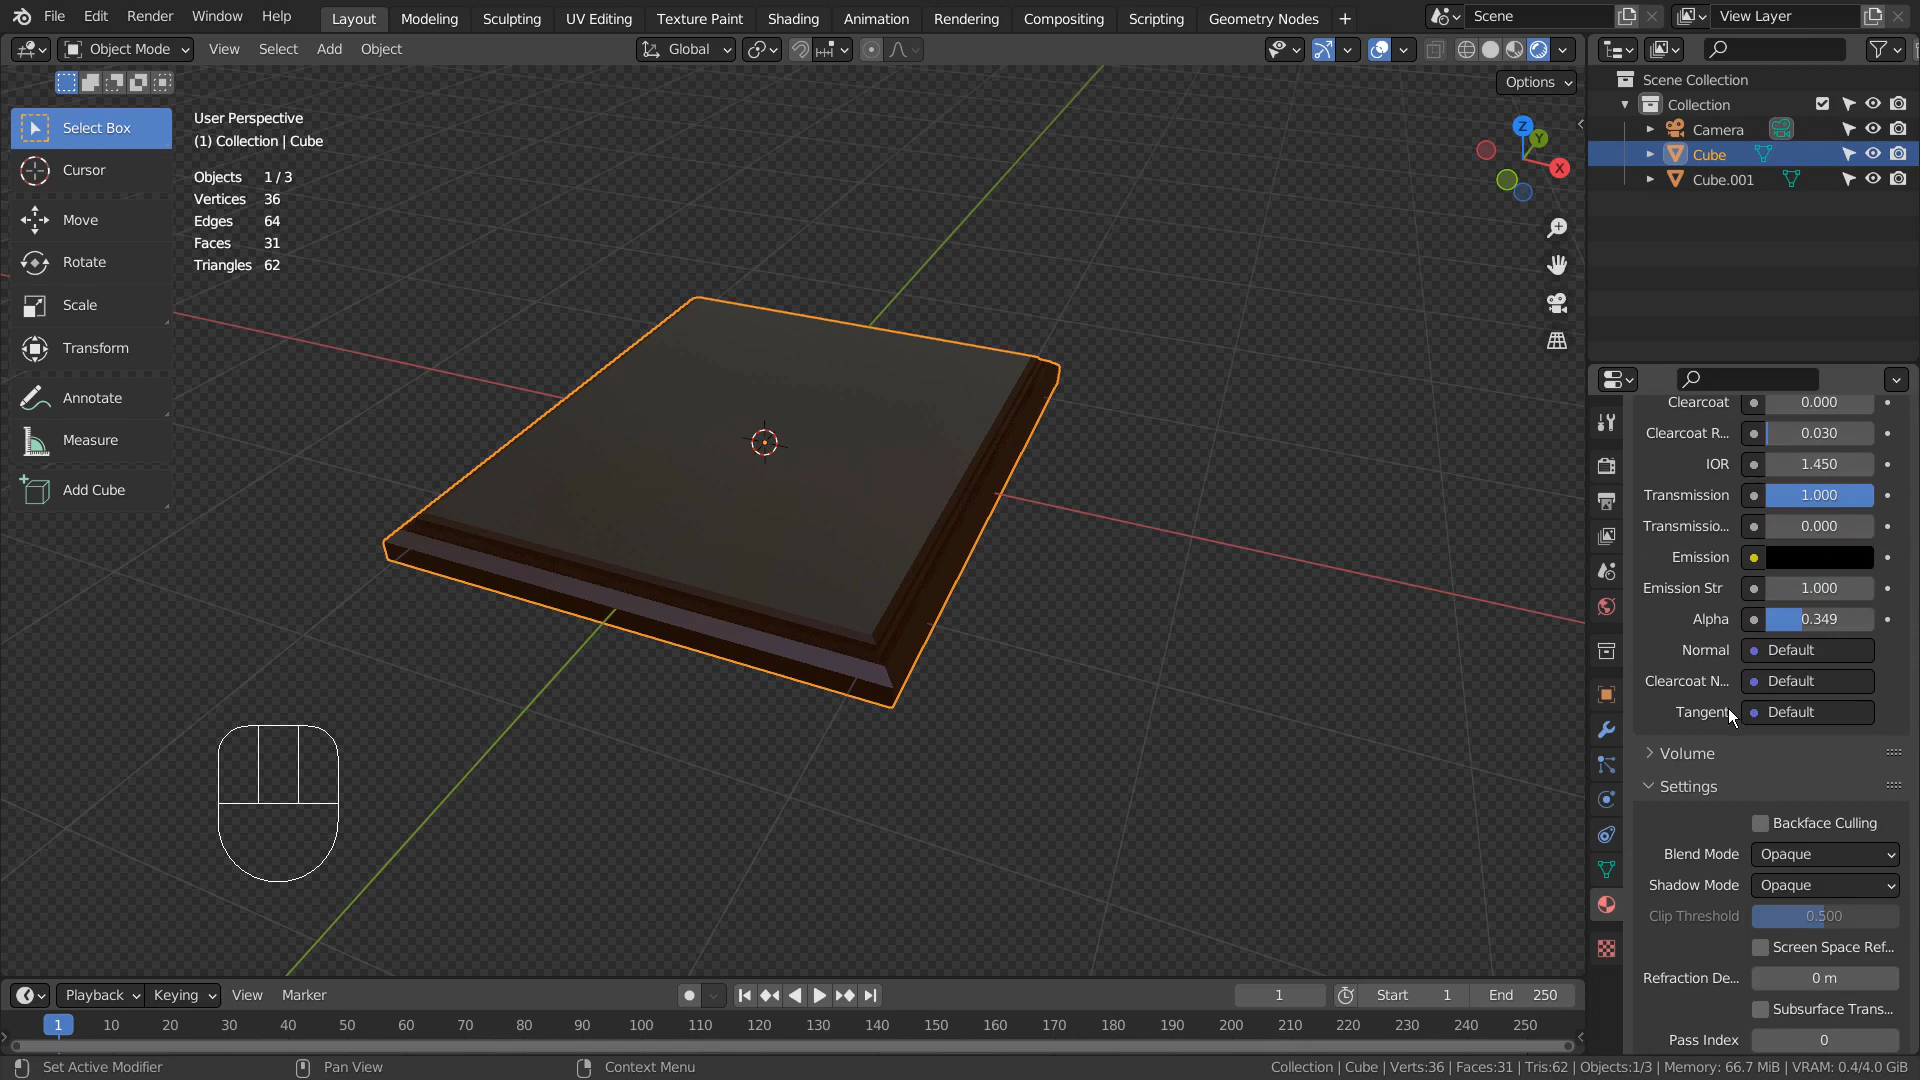 File Edit Render Window Help Layout Modeling Sculpting UV Editing Texture Paint Shading Animation Rendering Compositing Scripting Geometry Nodes + Scene View Layer
Object Mode View Select Add Object Global
Options
Select Box
Cursor
Move
Rotate
Scale
Transform
Annotate
Measure
Add Cube
User Perspective
(1) Collection | Cube
Objects 1 / 3
Vertices 36
Edges 64
Faces 31
Triangles 62
Z
Y
X
Scene Collection
Collection
Camera
Cube
Cube.001
Clearcoat 0.000
Clearcoat R... 0.030
IOR 1.450
Transmission 1.000
Transmissio... 0.000
Emission
Emission Str 1.000
Alpha 0.349
Normal Default
Clearcoat N... Default
Tangent Default
Volume
Settings
Backface Culling
Blend Mode Opaque
Shadow Mode Opaque
Clip Threshold 0.500
Screen Space Ref...
Refraction De... 0 m
Subsurface Trans...
Pass Index 0
Playback Keying View Marker 1 Start 1 End 250
1 10 20 30 40 50 60 70 80 90 100 110 120 130 140 150 160 170 180 190 200 210 220 230 240 250
Set Active Modifier Pan View Context Menu Collection | Cube | Verts:36 | Faces:31 | Tris:62 | Objects:1/3 | Memory: 66.7 MiB | VRAM: 0.4/4.0 GiB